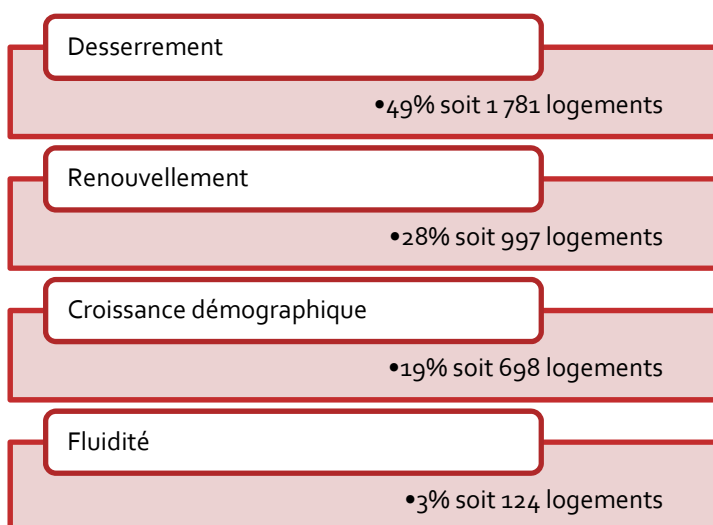 Desserrement
•49% soit 1 781 logements
Renouvellement
•28% soit 997 logements
Croissance démographique
•19% soit 698 logements
Fluidité
•3% soit 124 logements